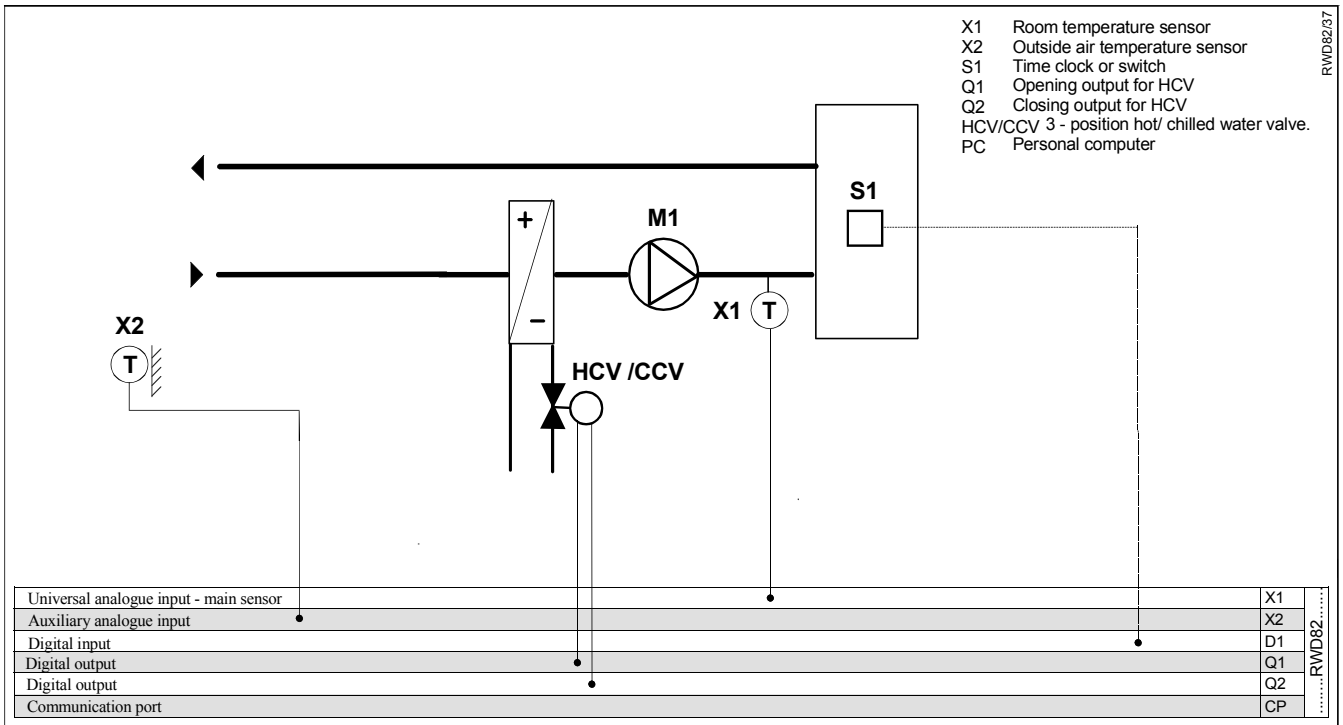 X1 Room temperature sensor
X2 Outside air temperature sensor
S1 Time clock or switch
Q1 Opening output for HCV
Q2 Closing output for HCV
HCV/CCV 3 - position hot/ chilled water valve.
PC Personal computer
RWD82/37
S1
+
M1
X1 T
–
X2
T
HCV /CCV
Universal analogue input - main sensor X1
Auxiliary analogue input X2
Digital input D1
Digital output Q1
Digital output Q2
Communication port CP
........RWD82......